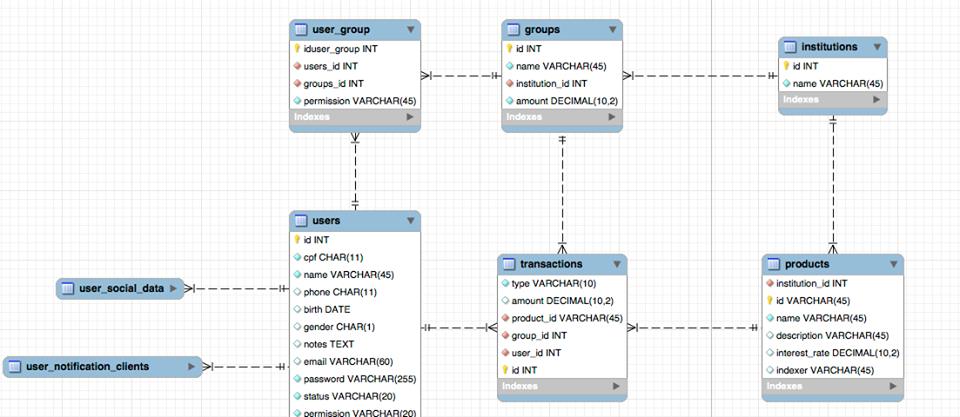 user_group
iduser_group INT
users_id INT
groups_id INT
permission VARCHAR(45)
Indexes
groups
id INT
name VARCHAR(45)
institution_id INT
amount DECIMAL(10,2)
Indexes
institutions
id INT
name VARCHAR(45)
Indexes
users
id INT
cpf CHAR(11)
name VARCHAR(45)
phone CHAR(11)
birth DATE
gender CHAR(1)
notes TEXT
email VARCHAR(60)
password VARCHAR(255)
status VARCHAR(20)
permission VARCHAR(20)
user_social_data
user_notification_clients
transactions
type VARCHAR(10)
amount DECIMAL(10,2)
product_id VARCHAR(45)
group_id INT
user_id INT
id INT
Indexes
products
institution_id INT
id VARCHAR(45)
name VARCHAR(45)
description VARCHAR(45)
interest_rate DECIMAL(10,2)
indexer VARCHAR(45)
Indexes